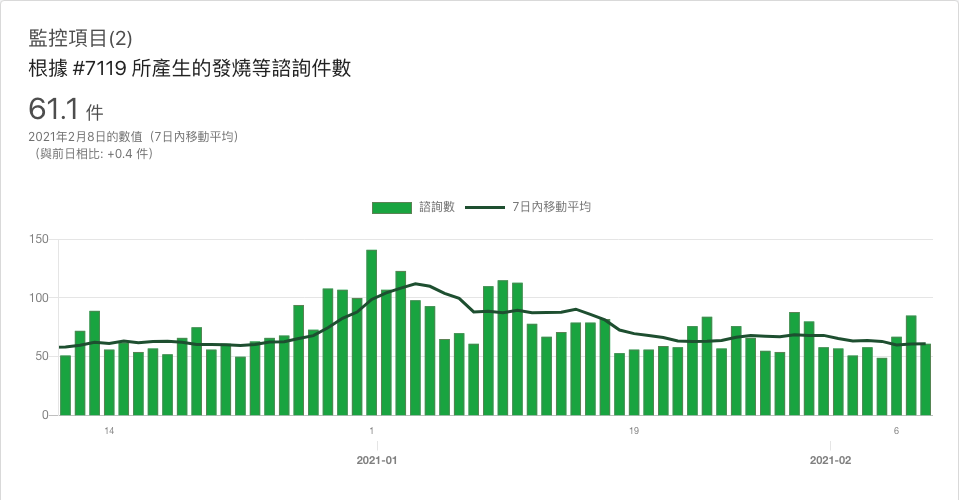 監控項目(2)
根據 #7119 所產生的發燒等諮詢件數
61.1 件
2021年2月8日的數值（7日內移動平均）
（與前日相比: +0.4 件）
諮詢數 7日內移動平均
150
100
50
0
14 1 19 6
2021-01 2021-02